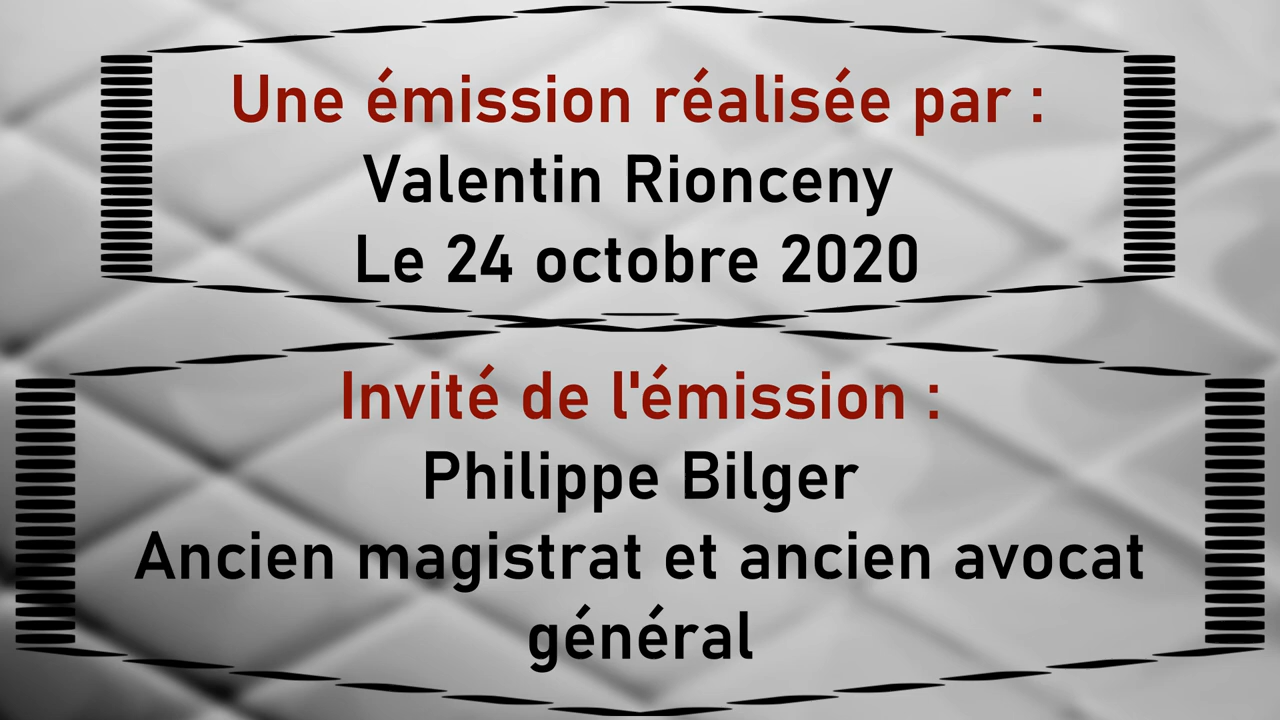 Une émission réalisée par :
Valentin Rionceny
Le 24 octobre 2020
Invité de l'émission :
Philippe Bilger
Ancien magistrat et ancien avocat
général